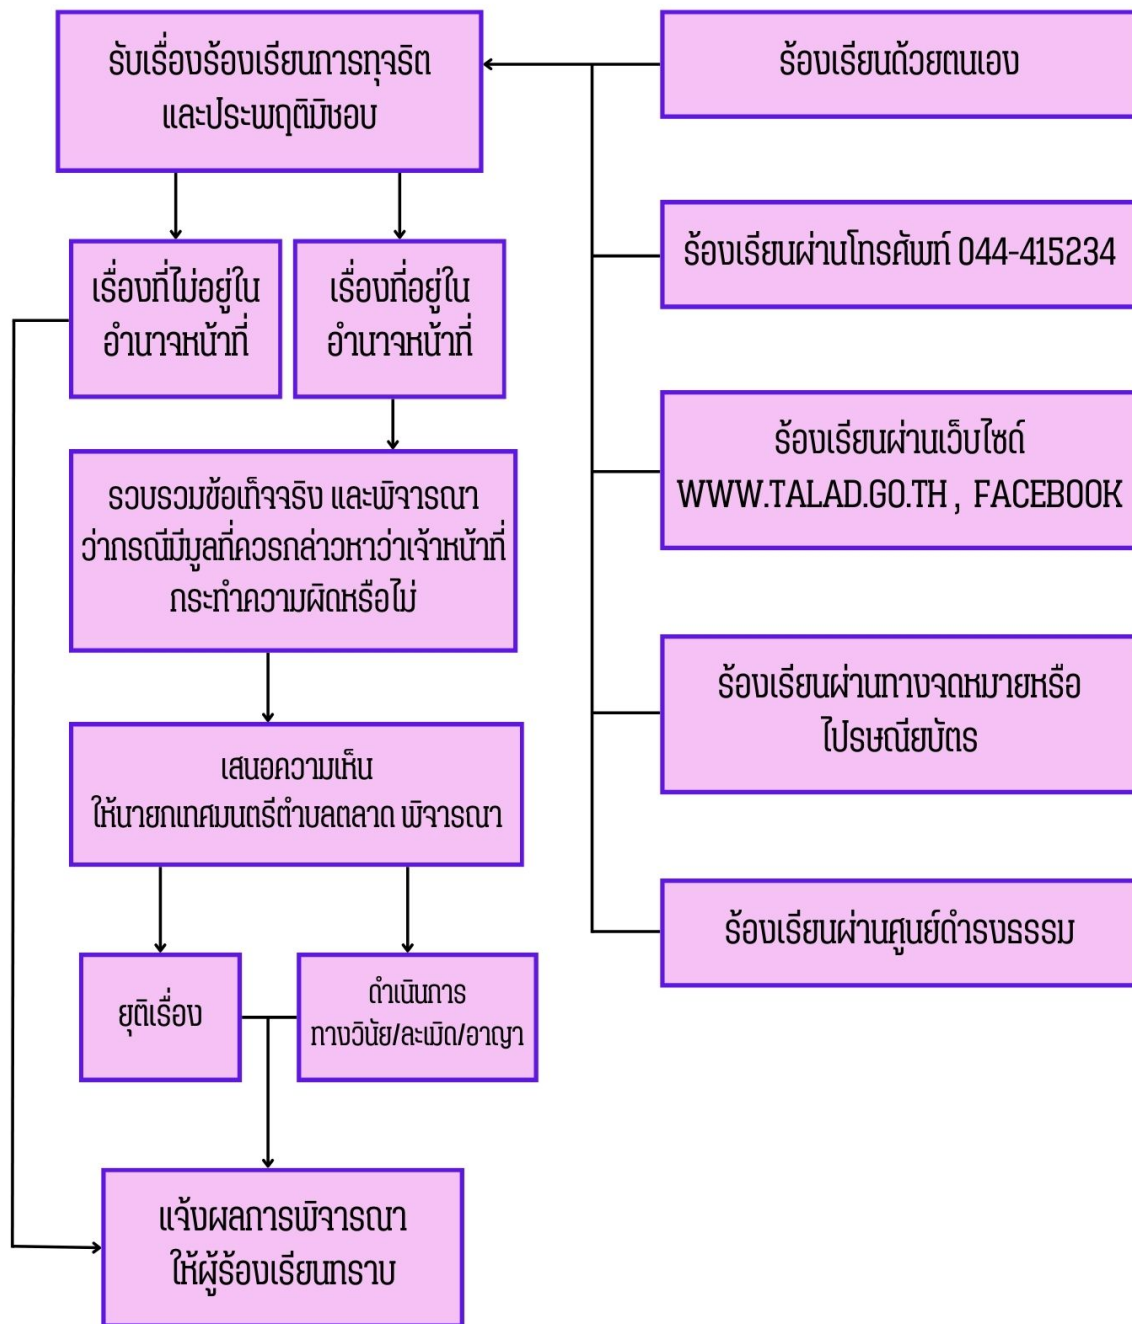 รับเรื่องร้องเรียนการทุจริต
และประพฤติมิชอบ
เรื่องที่ไม่อยู่ใน
อำนาจหน้าที่
เรื่องที่อยู่ใน
อำนาจหน้าที่
รวบรวมข้อเท็จจริง และพิจารณา
ว่ากรณีมีมูลที่ควรกล่าวหาว่าเจ้าหน้าที่
กระทำความผิดหรือไม่
เสนอความเห็น
ให้นายกเทศมนตรีตำบลตลาด พิจารณา
ยุติเรื่อง
ดำเนินการ
ทางวินัย/ละเมิด/อาญา
แจ้งผลการพิจารณา
ให้ผู้ร้องเรียนทราบ
ร้องเรียนด้วยตนเอง
ร้องเรียนผ่านโทรศัพท์ 044-415234
ร้องเรียนผ่านเว็บไซด์
WWW.TALAD.GO.TH , FACEBOOK
ร้องเรียนผ่านทางจดหมายหรือ
ไปรษณียบัตร
ร้องเรียนผ่านศูนย์ดำรงธรรม